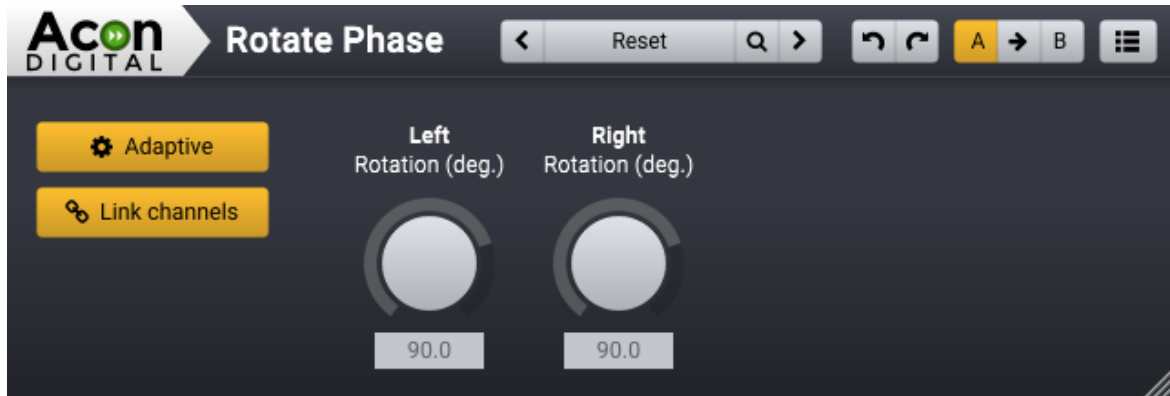 Acon
DIGITAL
Rotate Phase
Reset
A
B
Adaptive
Link channels
Left
Rotation (deg.)
90.0
Right
Rotation (deg.)
90.0